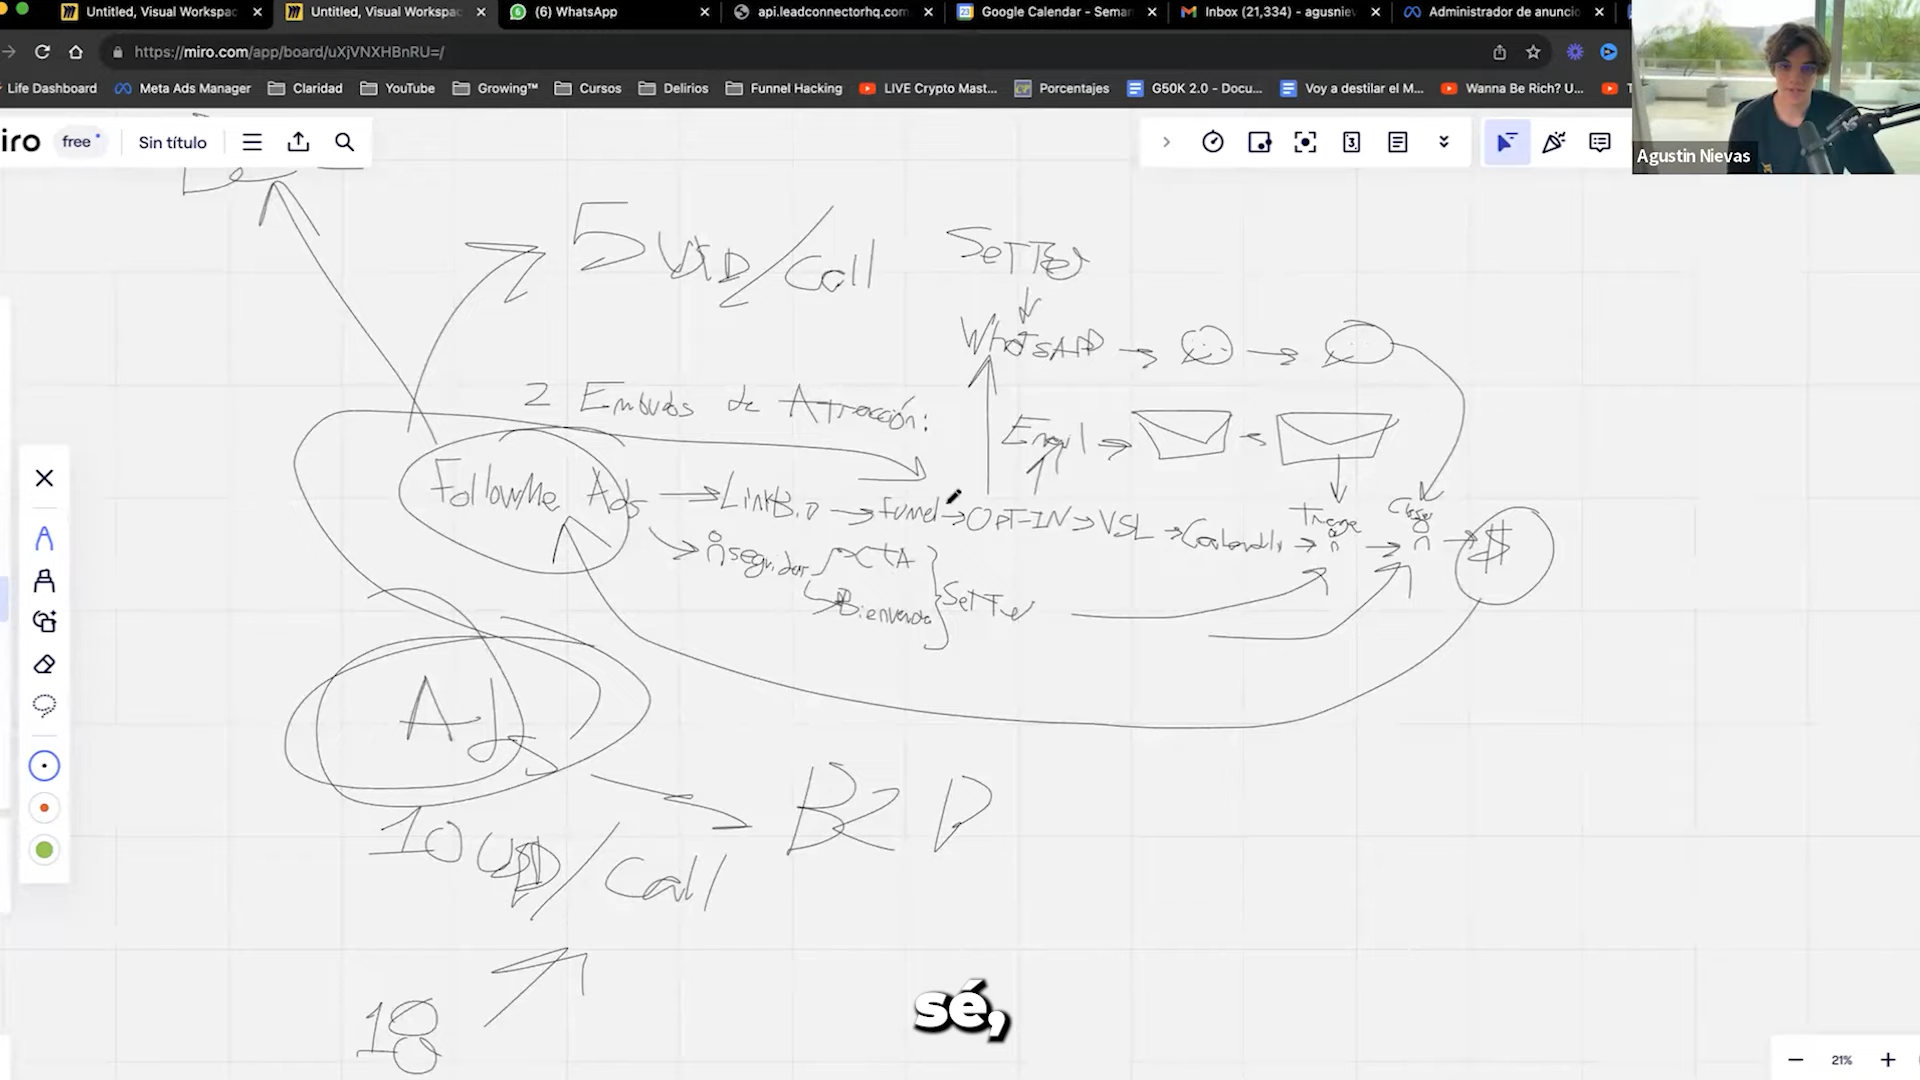 Untitled, Visual Workspac
Untitled, Visual Workspac
(6) WhatsApp
api.leadconnectorhq.com
Google Calendar - Seman
Inbox (21,334) - agusniev
Administrador de anuncio
https://miro.com/app/board/uXjVNXHBnRU=/
Life Dashboard
Meta Ads Manager
Claridad
YouTube
Growing™
Cursos
Delirios
Funnel Hacking
LIVE Crypto Mast...
Porcentajes
G50K 2.0 - Docu...
Voy a destilar el M...
Wanna Be Rich? U...
iro
free
Sin título
Agustin Nievas
5 USD/Call
Setter
WhatsApp
2 Embudos de Atracción:
Email
FollowMe Ads
LinkBio
Funnel
OPT-IN
VSL
Calendly
Triage
Closer
$
seguidor
CTA
Bienvenida
Setter
Ad
B2
10 USD/Call
18
sé,
21%